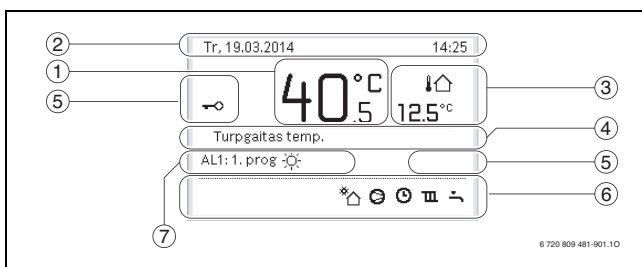 ② Tr, 19.03.2014 14:25
① 40.5°C
③ 12.5°C
⑤
④ Turpgaitas temp.
⑦ AL1: 1. prog
⑤
⑥
6 720 809 481-901.1O